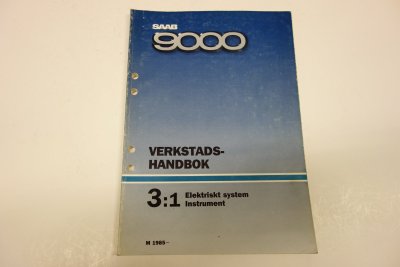 SAAB
9000
VERKSTADS-
HANDBOK
3:1 Elektriskt system
Instrument
M 1985–